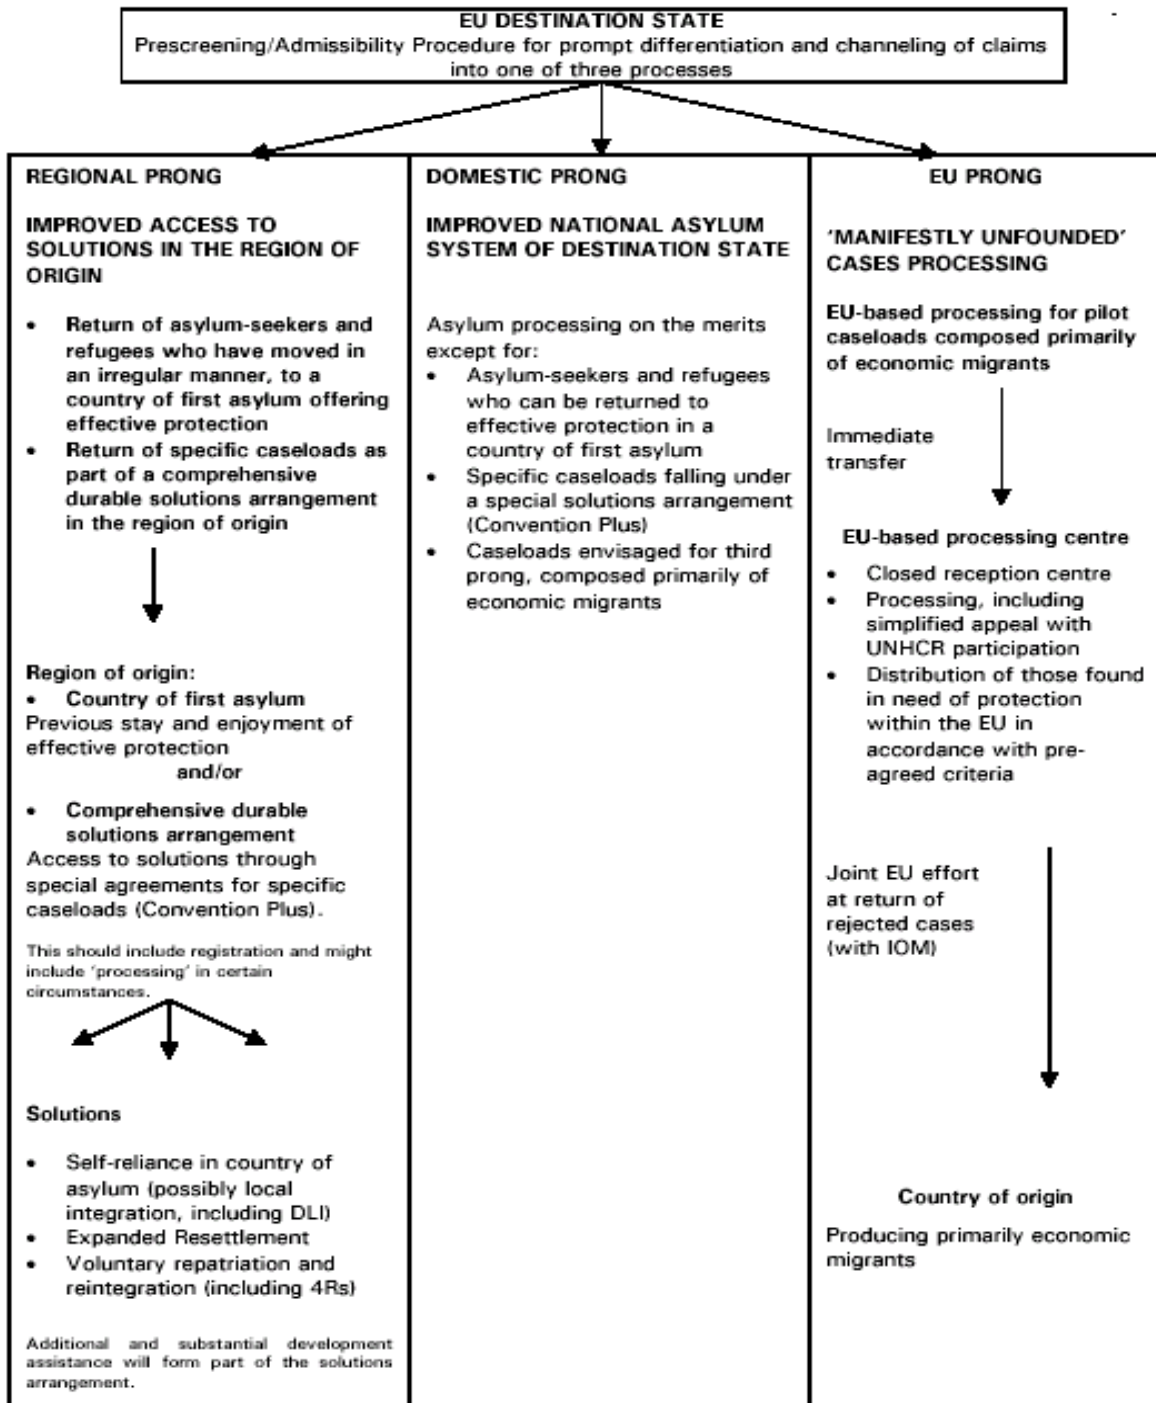 EU DESTINATION STATE
Prescreening/Admissibility Procedure for prompt differentiation and channeling of claims
into one of three processes
REGIONAL PRONG
IMPROVED ACCESS TO
SOLUTIONS IN THE REGION OF
ORIGIN
• Return of asylum-seekers and
refugees who have moved in
an irregular manner, to a
country of first asylum offering
effective protection
• Return of specific caseloads as
part of a comprehensive
durable solutions arrangement
in the region of origin
Region of origin:
• Country of first asylum
Previous stay and enjoyment of
effective protection
and/or
• Comprehensive durable
solutions arrangement
Access to solutions through
special agreements for specific
caseloads (Convention Plus).
This should include registration and might
include 'processing' in certain
circumstances.
Solutions
• Self-reliance in country of
asylum (possibly local
integration, including DLI)
• Expanded Resettlement
• Voluntary repatriation and
reintegration (including 4Rs)
Additional and substantial development
assistance will form part of the solutions
arrangement.
DOMESTIC PRONG
IMPROVED NATIONAL ASYLUM
SYSTEM OF DESTINATION STATE
Asylum processing on the merits
except for:
• Asylum-seekers and refugees
who can be returned to
effective protection in a
country of first asylum
• Specific caseloads falling under
a special solutions arrangement
(Convention Plus)
• Caseloads envisaged for third
prong, composed primarily of
economic migrants
EU PRONG
'MANIFESTLY UNFOUNDED'
CASES PROCESSING
EU-based processing for pilot
caseloads composed primarily
of economic migrants
Immediate
transfer
EU-based processing centre
• Closed reception centre
• Processing, including
simplified appeal with
UNHCR participation
• Distribution of those found
in need of protection
within the EU in
accordance with pre-
agreed criteria
Joint EU effort
at return of
rejected cases
(with IOM)
Country of origin
Producing primarily economic
migrants